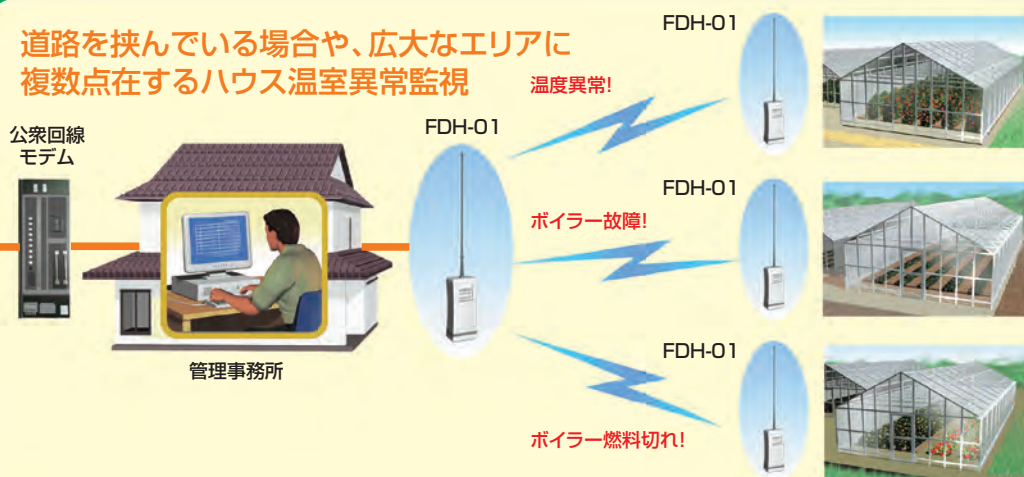 道路を挟んでいる場合や、広大なエリアに
複数点在するハウス温室異常監視
公衆回線
モデム
管理事務所
FDH-01
温度異常!
FDH-01
ボイラー故障!
FDH-01
ボイラー燃料切れ!
FDH-01